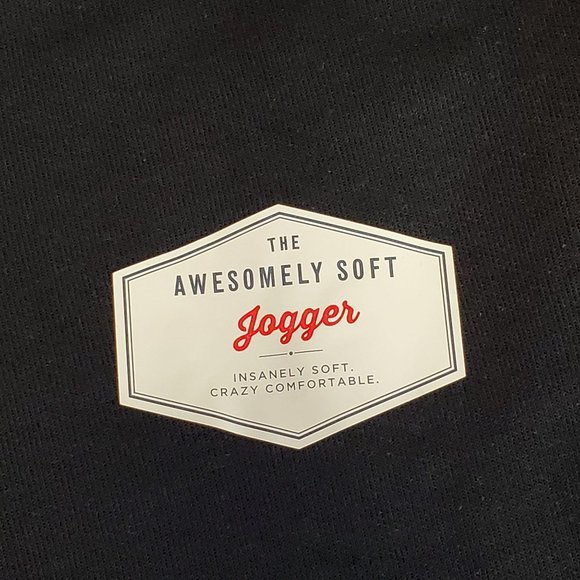 THE
AWESOMELY SOFT
Jogger
INSANELY SOFT.
CRAZY COMFORTABLE.